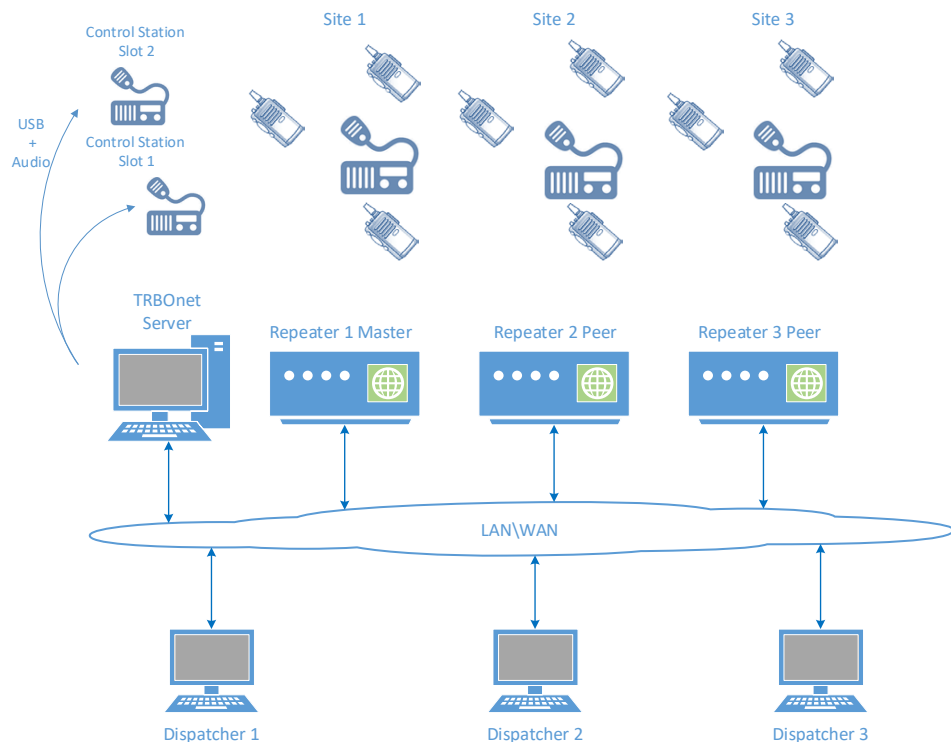 Control Station
Slot 2
Site 1
Site 2
Site 3
USB
+
Audio
Control Station
Slot 1
TRBOnet
Server
Repeater 1 Master
Repeater 2 Peer
Repeater 3 Peer
LAN\WAN
Dispatcher 1
Dispatcher 2
Dispatcher 3